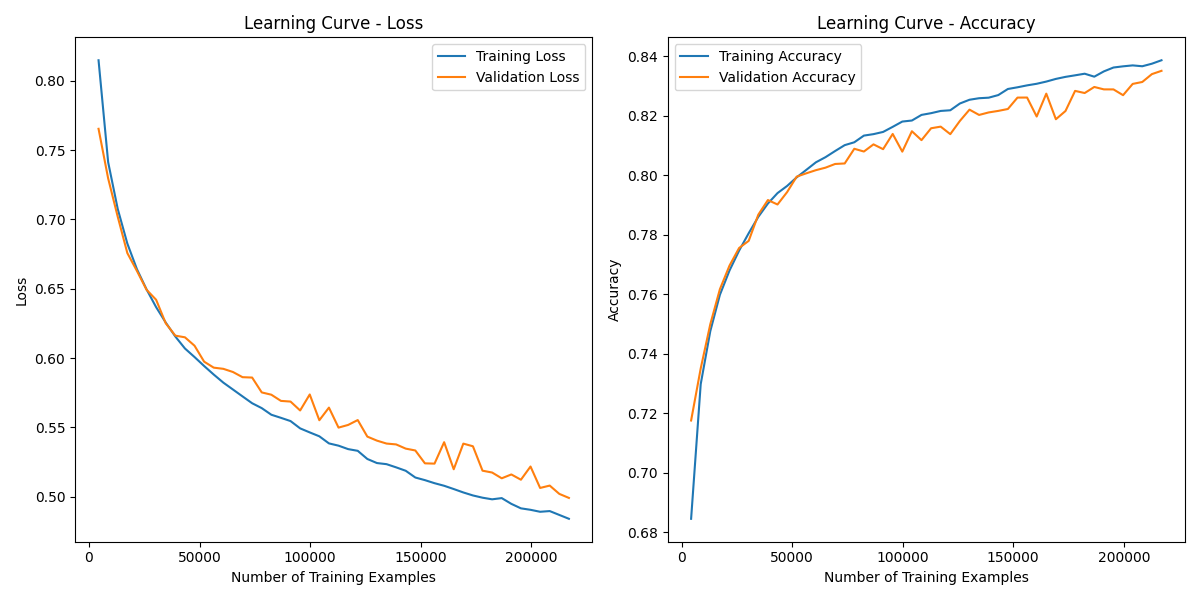 Learning Curve - Loss
Training Loss
Validation Loss
0.80
0.75
0.70
0.65
0.60
0.55
0.50
Loss
0
50000
100000
150000
200000
Number of Training Examples
Learning Curve - Accuracy
Training Accuracy
Validation Accuracy
0.84
0.82
0.80
0.78
0.76
0.74
0.72
0.70
0.68
Accuracy
0
50000
100000
150000
200000
Number of Training Examples